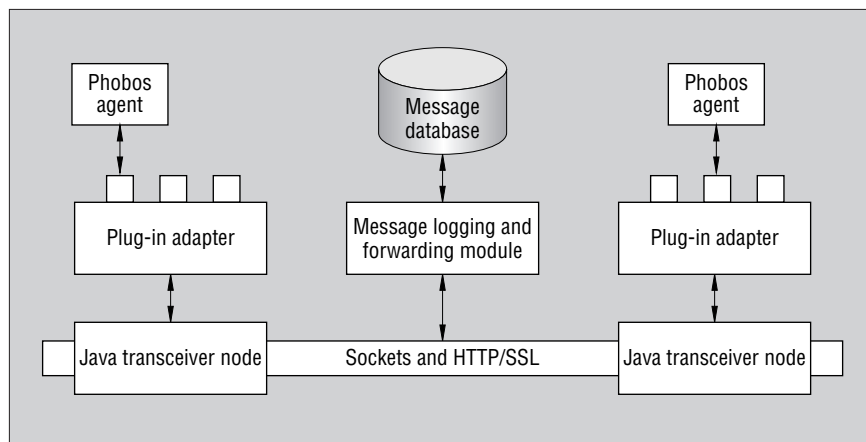 Phobos
agent
Message
database
Phobos
agent
Plug-in adapter
Message logging and
forwarding module
Plug-in adapter
Java transceiver node
Sockets and HTTP/SSL
Java transceiver node